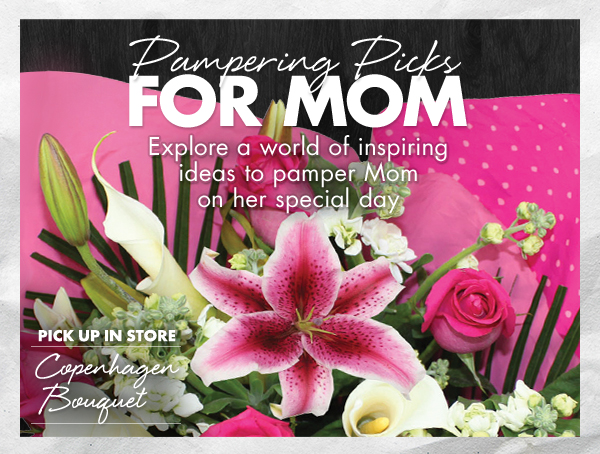 Pampering Picks
FOR MOM
Explore a world of inspiring
ideas to pamper Mom
on her special day
PICK UP IN STORE
Copenhagen
Bouquet